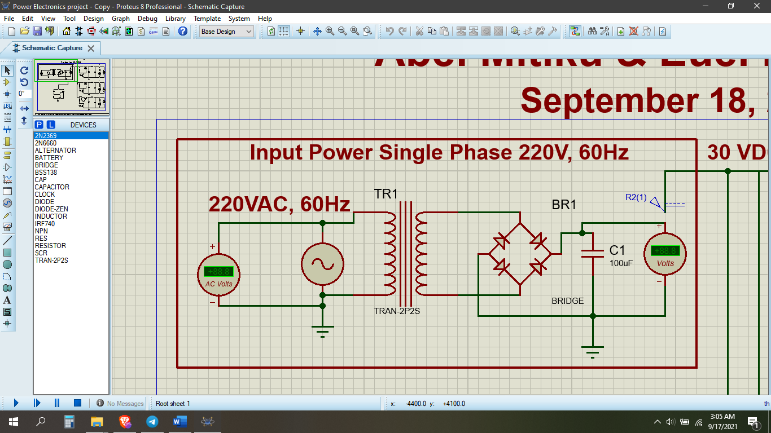 Power Electronics project - Copy - Proteus 8 Professional - Schematic Capture
File Edit View Tool Design Graph Debug Library Template System Help
Base Design
Schematic Capture
September 18,
0°
P L DEVICES
2N2369
2N6660
ALTERNATOR
BATTERY
BRIDGE
BSS138
CAP
CAPACITOR
CLOCK
DIODE
DIODE-ZEN
INDUCTOR
IRF740
NPN
RES
RESISTOR
SCR
TRAN-2P2S
Input Power Single Phase 220V, 60Hz
30 VD
220VAC, 60Hz
TR1
R2(1)
BR1
C1
100uF
AC Volts
Volts
TRAN-2P2S
BRIDGE
No Messages
Root sheet 1
x: -4400.0 y: +4100.0 th
3:05 AM
9/17/2021